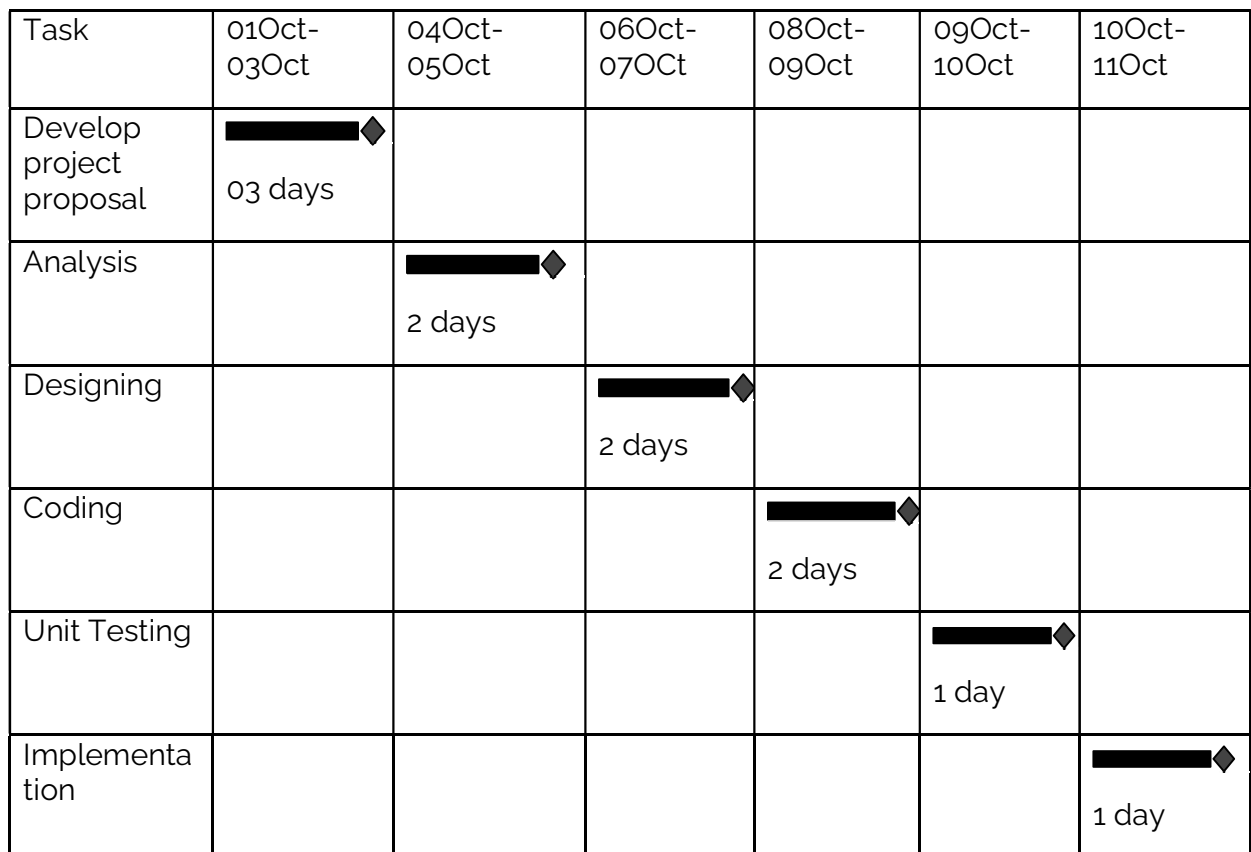 Task
01Oct-
03Oct
04Oct-
05Oct
06Oct-
07OCt
08Oct-
09Oct
09Oct-
10Oct
10Oct-
11Oct
Develop
project
proposal
03 days
Analysis
2 days
Designing
2 days
Coding
2 days
Unit Testing
1 day
Implementa
tion
1 day